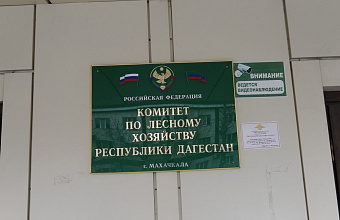 РОССИЙСКАЯ ФЕДЕРАЦИЯ
КОМИТЕТ
ПО ЛЕСНОМУ
ХОЗЯЙСТВУ
РЕСПУБЛИКИ ДАГЕСТАН
г. МАХАЧКАЛА
ВНИМАНИЕ
ВЕДЕТСЯ
ВИДЕОНАБЛЮДЕНИЕ